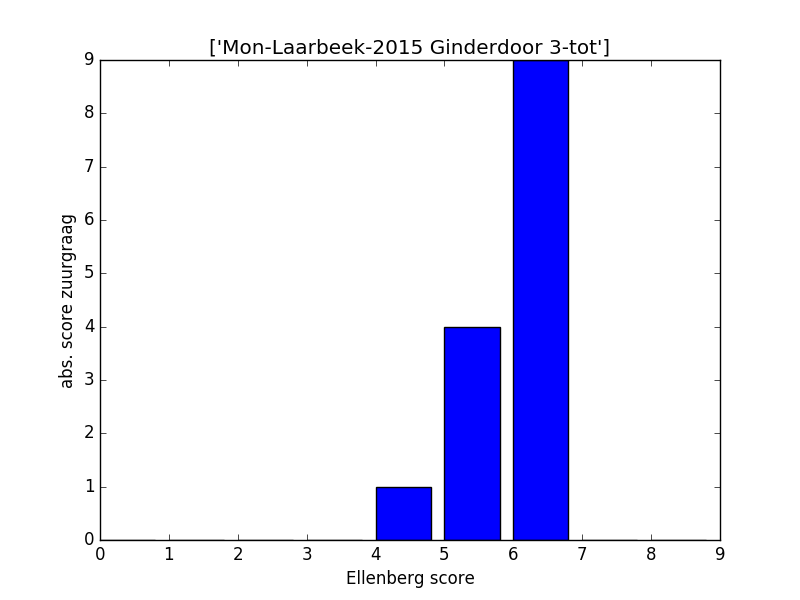 ['Mon-Laarbeek-2015 Ginderdoor 3-tot']
9
8
7
6
5
4
3
2
1
0
abs. score zuurgraag
0 1 2 3 4 5 6 7 8 9
Ellenberg score